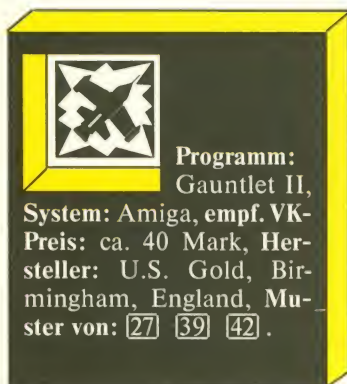 Programm:
Gauntlet II,
System: Amiga, empf. VK-
Preis: ca. 40 Mark, Her-
steller: U.S. Gold, Bir-
mingham, England, Mu-
ster von: 27 39 42 .